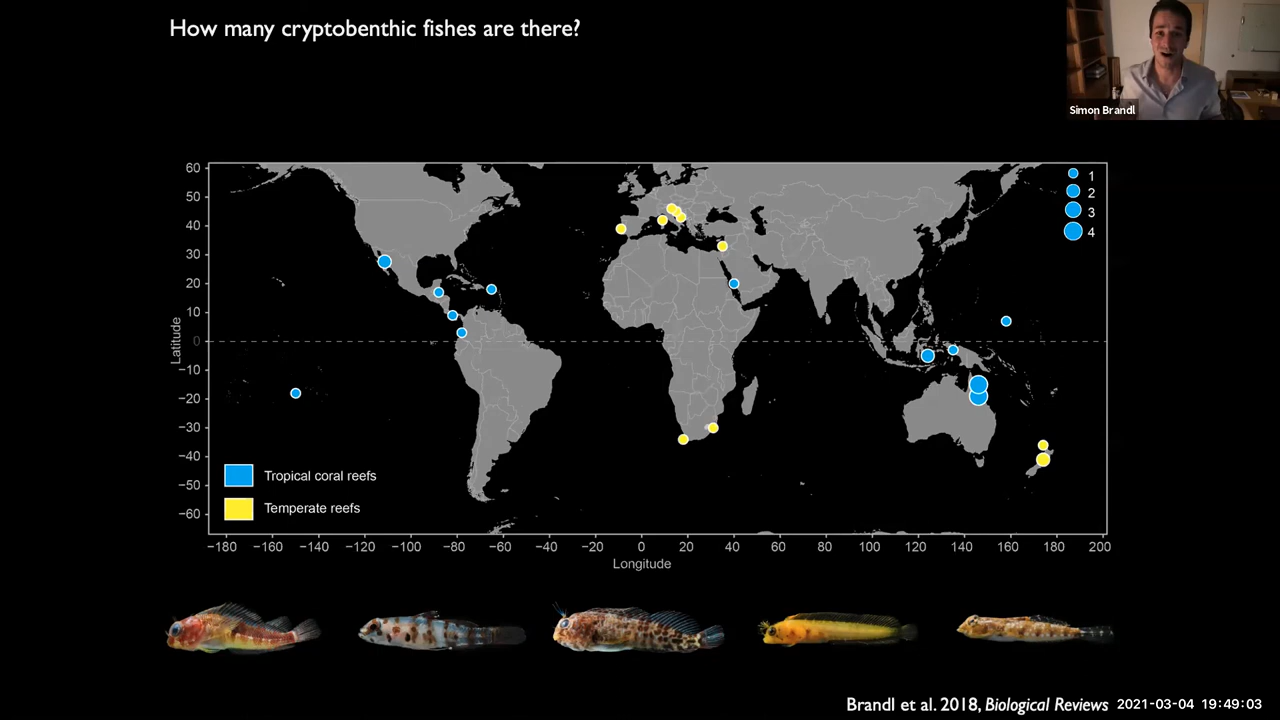 How many cryptobenthic fishes are there?
Simon Brandl
60
50
40
30
20
10
0
−10
−20
−30
−40
−50
−60
Latitude
1
2
3
4
Tropical coral reefs
Temperate reefs
−180 −160 −140 −120 −100 −80 −60 −40 −20 0 20 40 60 80 100 120 140 160 180 200
Longitude
Brandl et al. 2018, Biological Reviews 2021-03-04 19:49:03